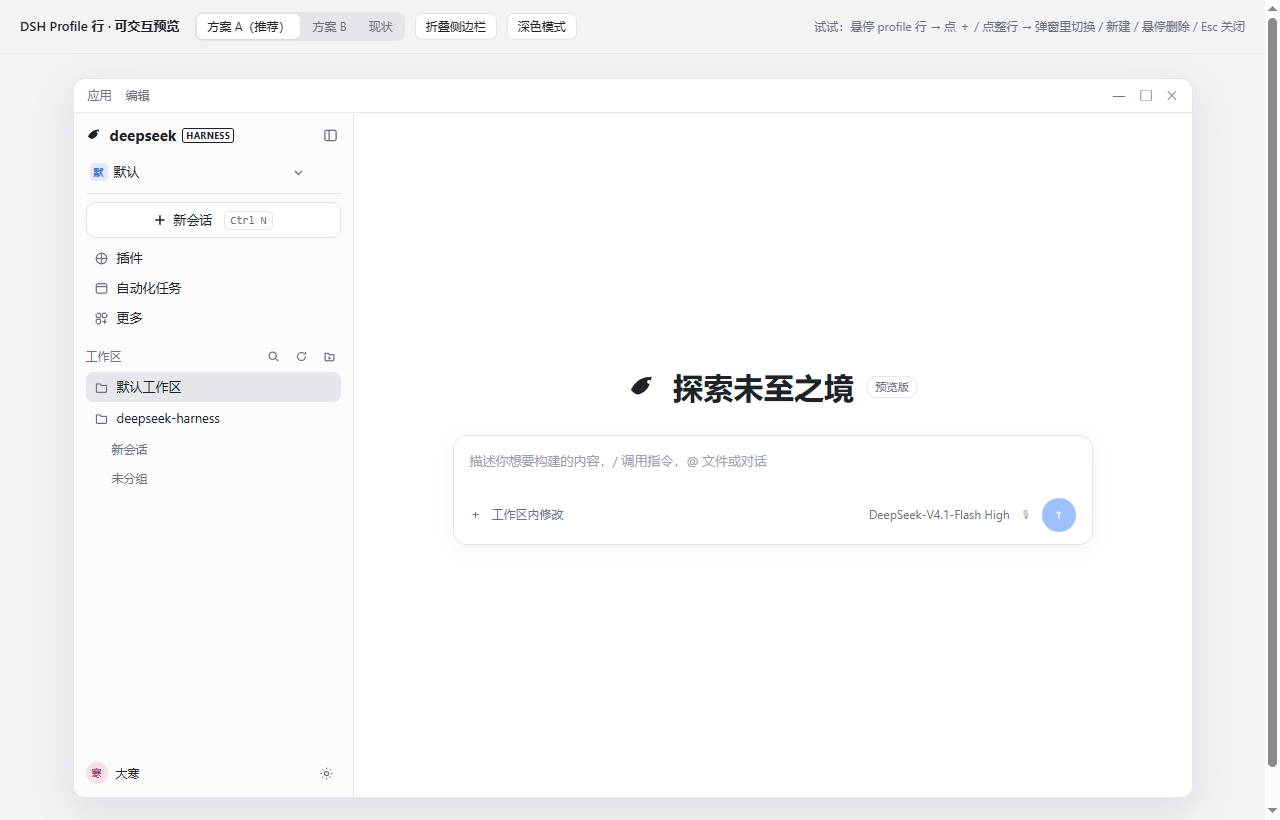 DSH Profile 行 · 可交互预览 方案 A（推荐） 方案 B 现状 折叠侧边栏 深色模式 试试：悬停 profile 行 → 点 + / 点整行 → 弹窗里切换 / 新建 / 悬停删除 / Esc 关闭
应用 编辑
deepseek HARNESS
默 默认
+ 新会话 Ctrl N
插件
自动化任务
更多
工作区
默认工作区
deepseek-harness
新会话
未分组
寒 大寒
探索未至之境 预览版
描述你想要构建的内容，/ 调用指令，@ 文件或对话
+ 工作区内修改 DeepSeek-V4.1-Flash High ↑